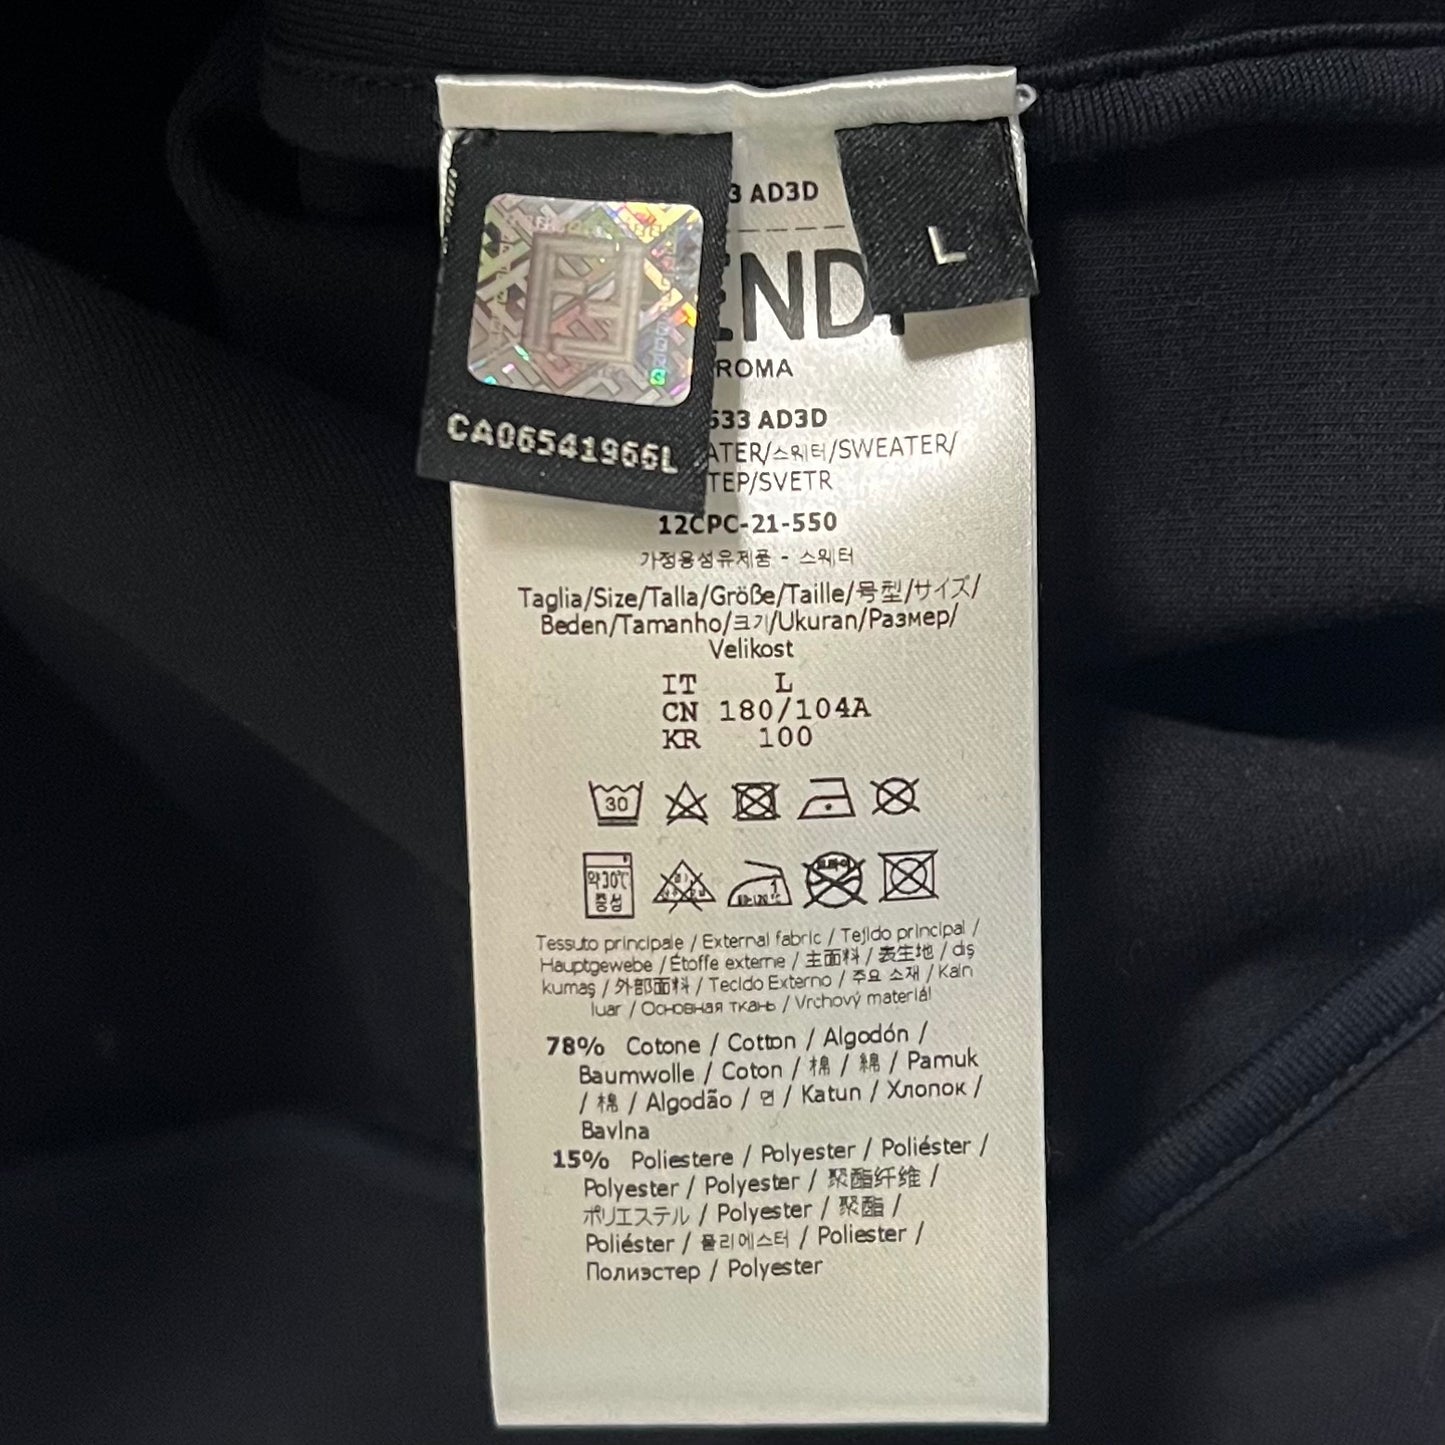 3 AD3D
L
END
ROMA
CA06541966L
533 AD3D
ATER/스웨터/SWEATER/
TEP/SVETR
12CPC-21-550
가정용섬유제품 - 스웨터
Taglia/Size/Talla/Größe/Taille/号型/サイズ/
Beden/Tamanho/크기/Ukuran/Размер/
Velikost
IT L
CN 180/104A
KR 100
30
약30℃
중성
1
Tessuto principale / External fabric / Tejido principal /
Hauptgewebe / Étoffe externe / 主面料 / 表生地 / dış
kumaş / 外部面料 / Tecido Externo / 주요 소재 / Kain
luar / Основная ткань / Vrchový materiál
78% Cotone / Cotton / Algodón /
Baumwolle / Coton / 棉 / 綿 / Pamuk
/ 棉 / Algodão / 면 / Katun / Хлопок /
Bavlna
15% Poliestere / Polyester / Poliéster /
Polyester / Polyester / 聚酯纤维 /
ポリエステル / Polyester / 聚酯 /
Poliéster / 폴리에스터 / Poliester /
Полиэстер / Polyester